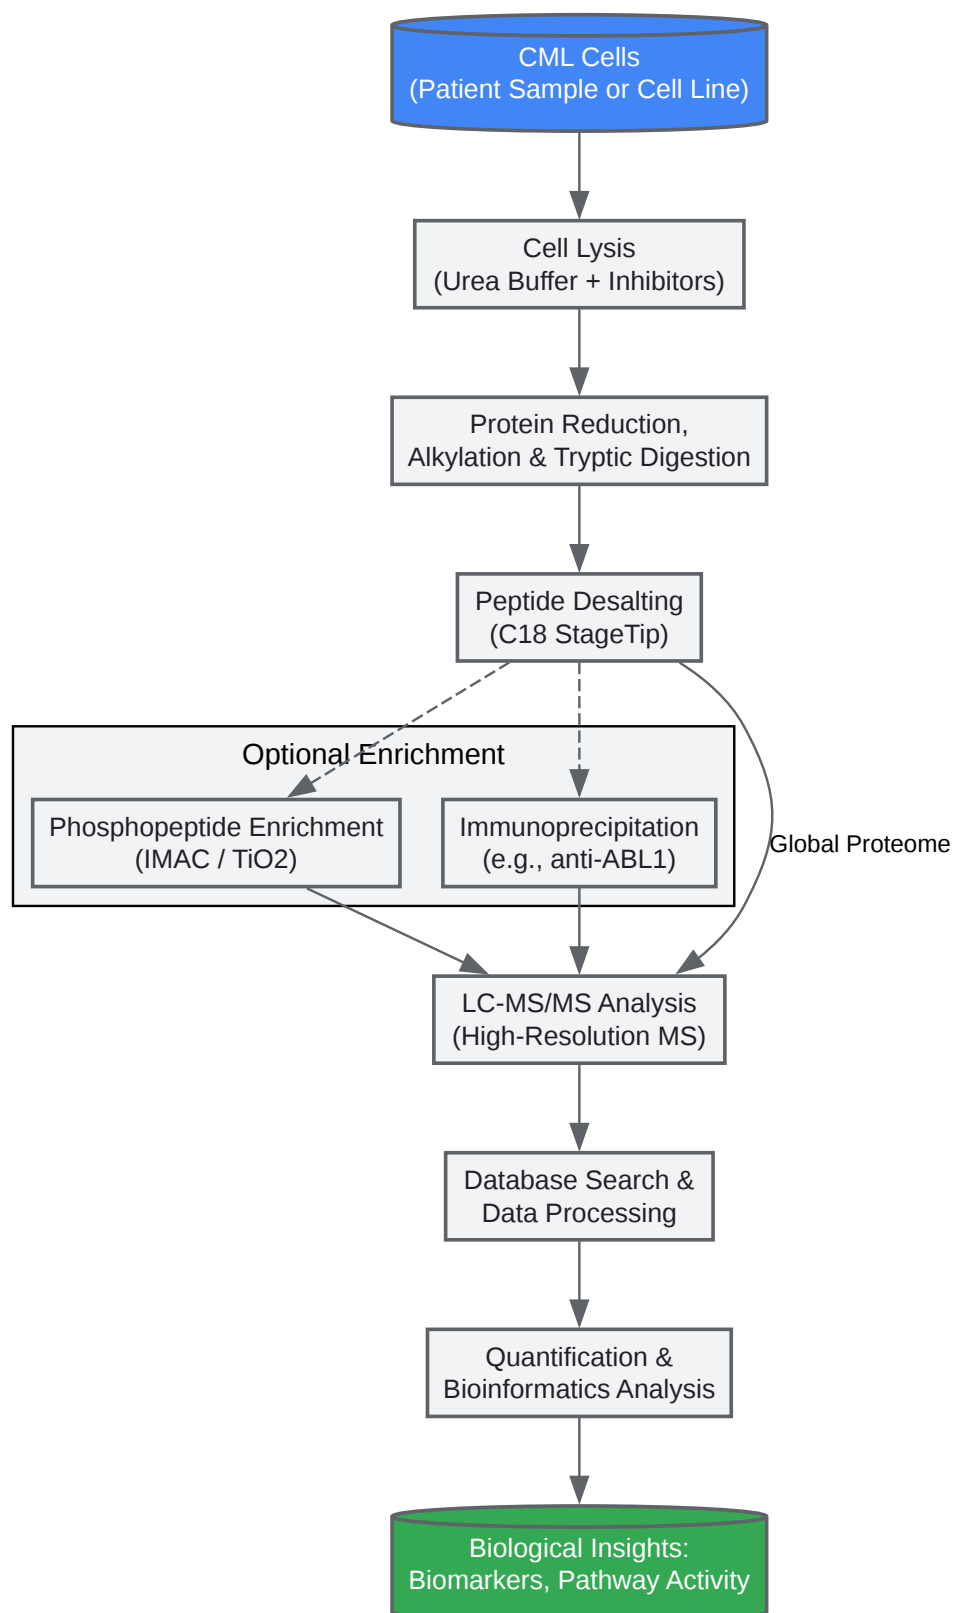 CML Cells
(Patient Sample or Cell Line)
Cell Lysis
(Urea Buffer + Inhibitors)
Protein Reduction,
Alkylation & Tryptic Digestion
Peptide Desalting
(C18 StageTip)
Optional Enrichment
Phosphopeptide Enrichment
(IMAC / TiO2)
Immunoprecipitation
(e.g., anti-ABL1)
Global Proteome
LC-MS/MS Analysis
(High-Resolution MS)
Database Search &
Data Processing
Quantification &
Bioinformatics Analysis
Biological Insights:
Biomarkers, Pathway Activity